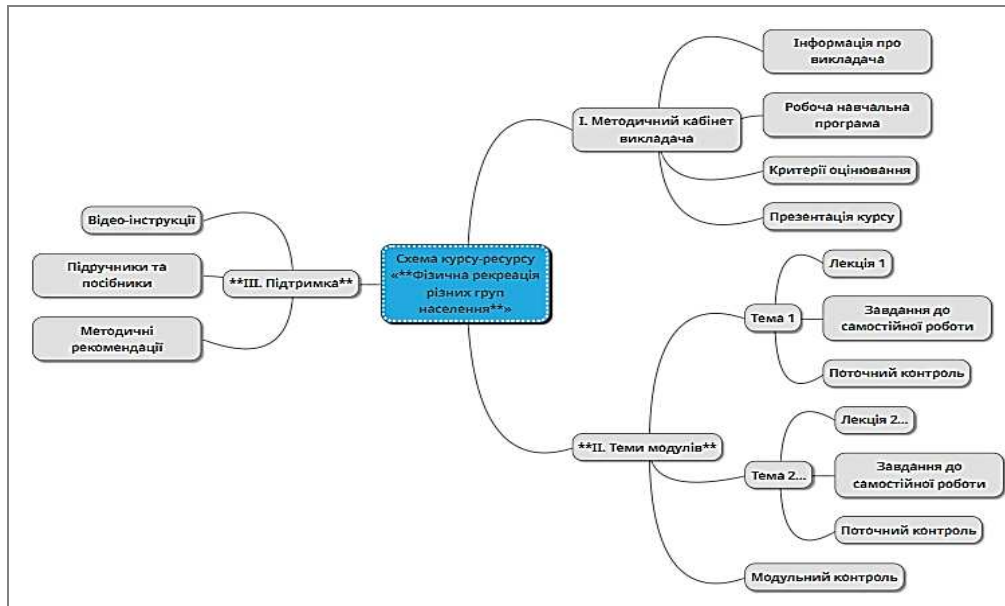 Схема курсу-ресурсу
«**Фізична рекреація
різних груп
населення**»
І. Методичний кабінет
викладача
Інформація про
викладача
Робоча навчальна
програма
Критерії оцінювання
Презентація курсу
**ІІ. Теми модулів**
Тема 1
Лекція 1
Завдання до
самостійної роботи
Поточний контроль
Тема 2...
Лекція 2...
Завдання до
самостійної роботи
Поточний контроль
Модульний контроль
**ІІІ. Підтримка**
Відео-інструкції
Підручники та
посібники
Методичні
рекомендації